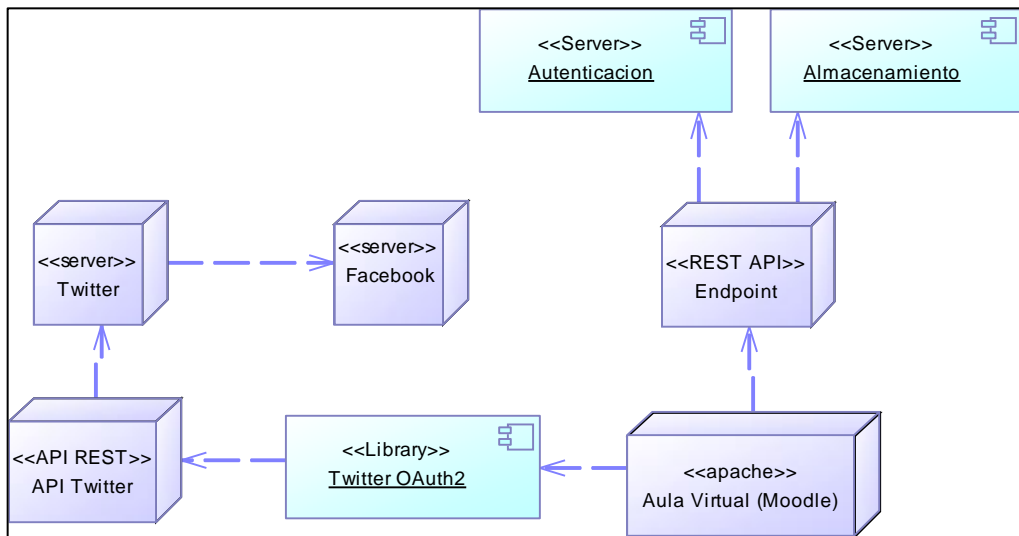 <<Server>>
Autenticacion
<<Server>>
Almacenamiento
<<server>>
Twitter
<<server>>
Facebook
<<REST API>>
Endpoint
<<API REST>>
API Twitter
<<Library>>
Twitter OAuth2
<<apache>>
Aula Virtual (Moodle)